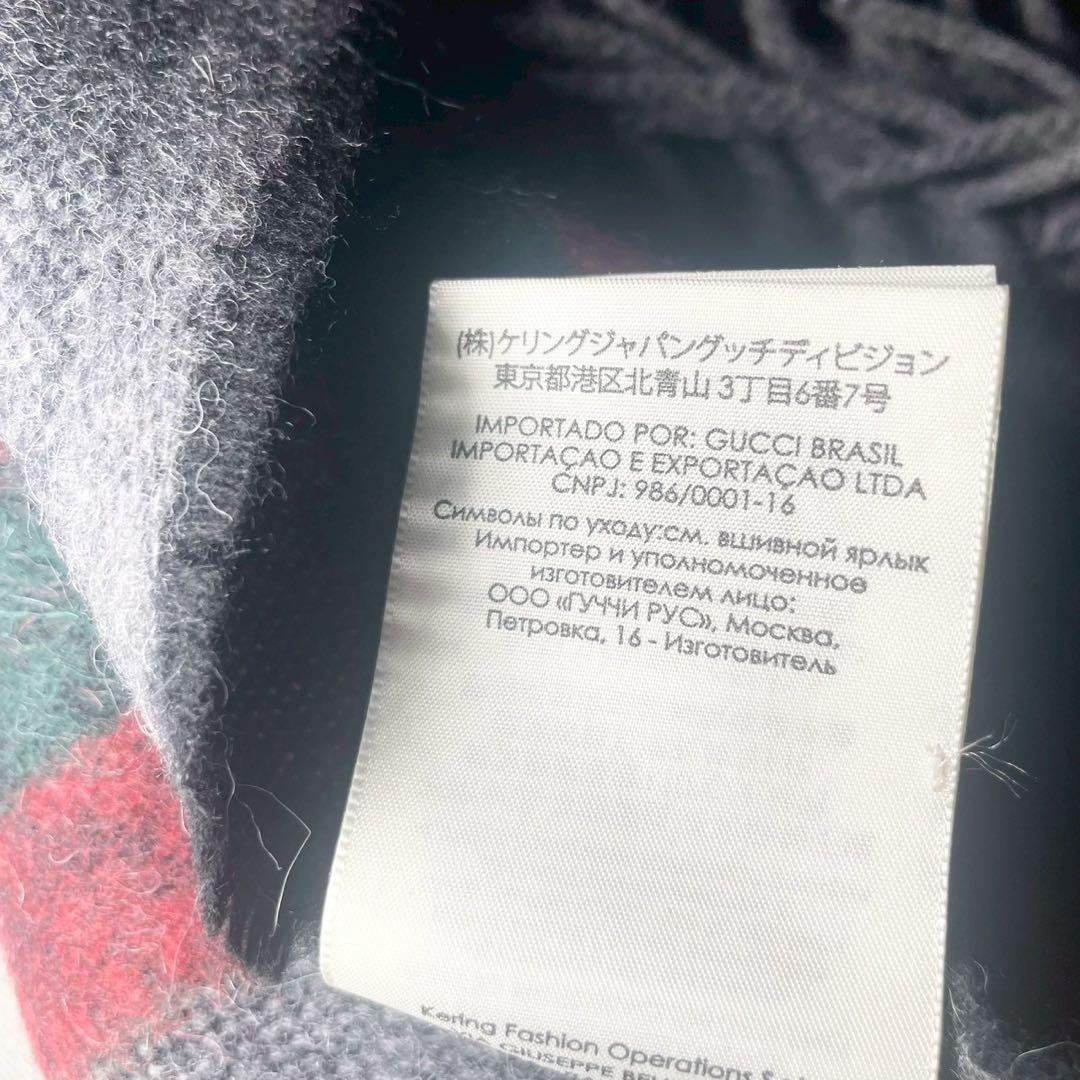 (株)ケリングジャパングッチディビジョン
東京都港区北青山3丁目6番7号
IMPORTADO POR: GUCCI BRASIL
IMPORTAÇAO E EXPORTAÇAO LTDA
CNPJ: 986/0001-16
Символы по уходу:см. вшивной ярлык
Импортер и уполномоченное
изготовителем лицо:
ООО «ГУЧЧИ РУС», Москва,
Петровка, 16 - Изготовитель
Kering Fashion Operations
GIUSEPPE